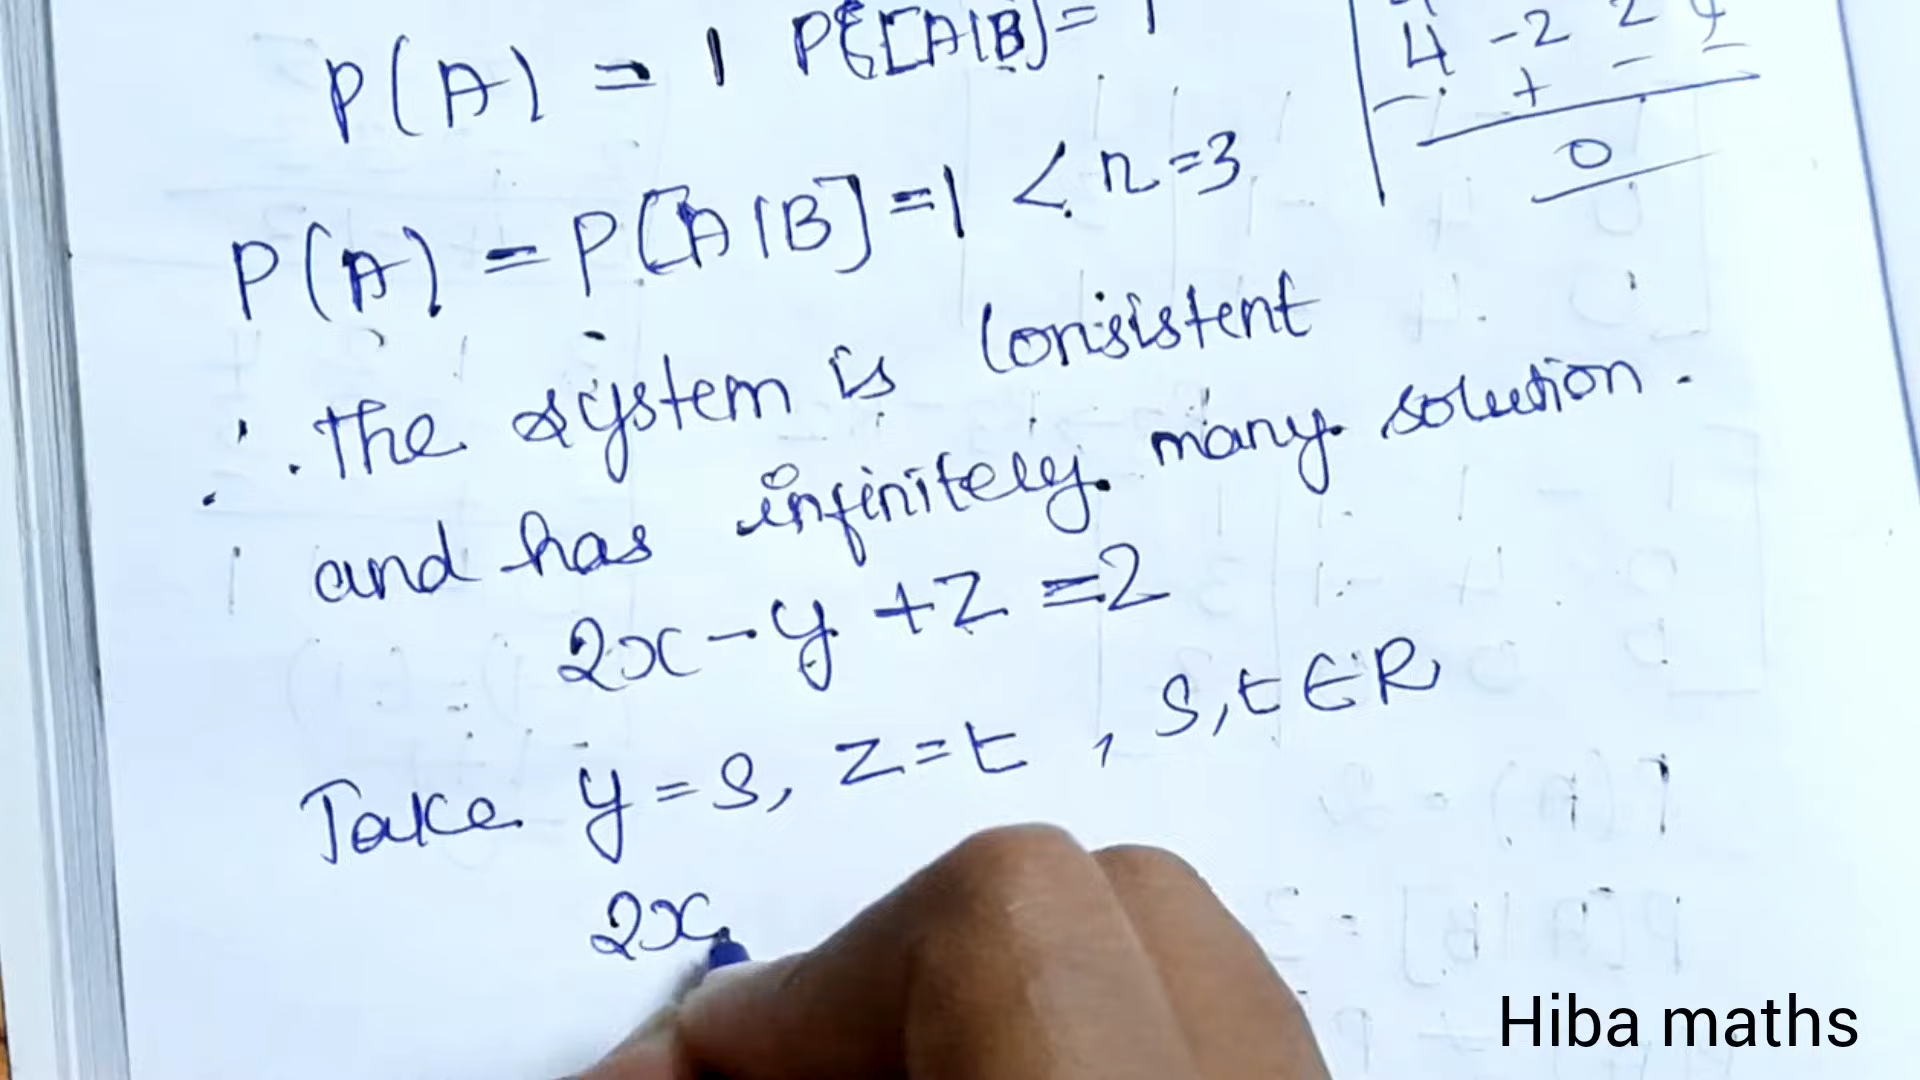 P(A) = 1 P[A|B] = 1
4 -2 2 4
- + - -
0
P(A) = P[A|B] = 1 < n = 3
∴ The system is consistent
and has infinitely many solution.
2x - y + z = 2
Take y = s, z = t, s, t ∈ R
2x
Hiba maths